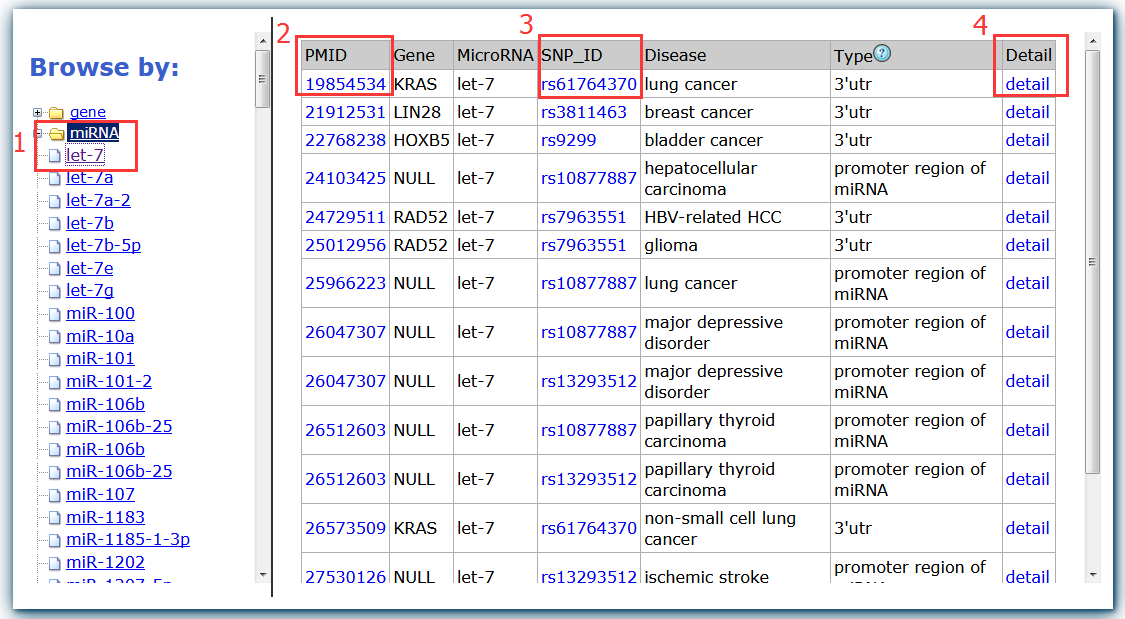 Browse by:
gene
1
miRNA
let-7
let-7a
let-7a-2
let-7b
let-7b-5p
let-7e
let-7g
miR-100
miR-10a
miR-101
miR-101-2
miR-106b
miR-106b-25
miR-106b
miR-106b-25
miR-107
miR-1183
miR-1185-1-3p
miR-1202
2 3 4
PMID Gene MicroRNA SNP_ID Disease Type ? Detail
19854534 KRAS let-7 rs61764370 lung cancer 3'utr detail
21912531 LIN28 let-7 rs3811463 breast cancer 3'utr detail
22768238 HOXB5 let-7 rs9299 bladder cancer 3'utr detail
24103425 NULL let-7 rs10877887 hepatocellular promoter region of detail
carcinoma miRNA
24729511 RAD52 let-7 rs7963551 HBV-related HCC 3'utr detail
25012956 RAD52 let-7 rs7963551 glioma 3'utr detail
25966223 NULL let-7 rs10877887 lung cancer promoter region of detail
miRNA
26047307 NULL let-7 rs10877887 major depressive promoter region of detail
disorder miRNA
26047307 NULL let-7 rs13293512 major depressive promoter region of detail
disorder miRNA
26512603 NULL let-7 rs10877887 papillary thyroid promoter region of detail
carcinoma miRNA
26512603 NULL let-7 rs13293512 papillary thyroid promoter region of detail
carcinoma miRNA
26573509 KRAS let-7 rs61764370 non-small cell lung 3'utr detail
cancer
27530126 NULL let-7 rs13293512 ischemic stroke promoter region of detail